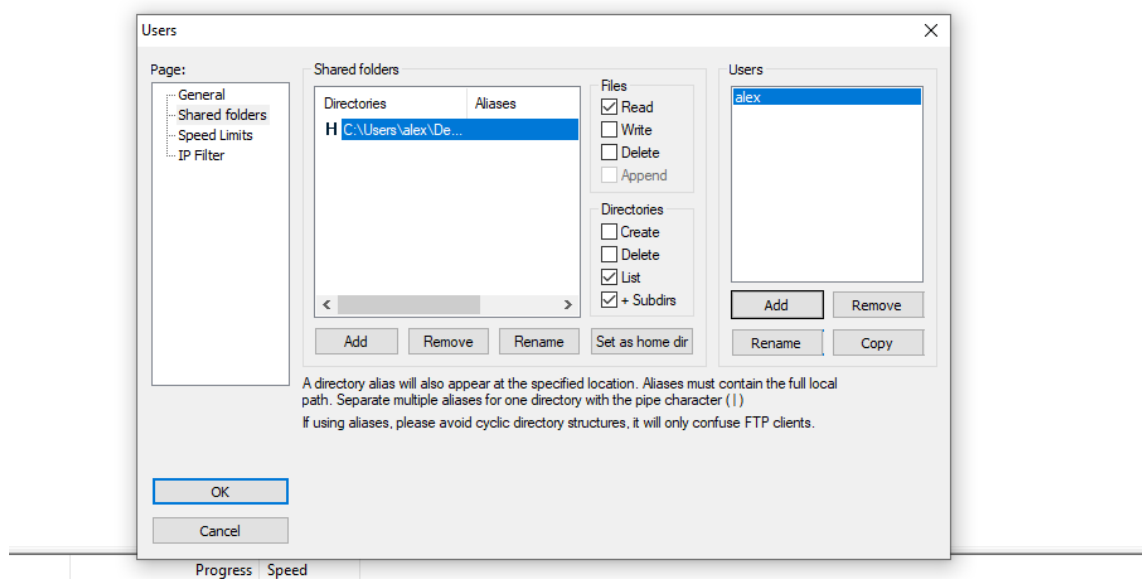 Users
Page:
General
Shared folders
Speed Limits
IP Filter
Shared folders
Directories Aliases
H C:\Users\alex\De...
Files
Read
Write
Delete
Append
Directories
Create
Delete
List
+ Subdirs
Add Remove Rename Set as home dir
Users
alex
Add Remove
Rename Copy
A directory alias will also appear at the specified location. Aliases must contain the full local
path. Separate multiple aliases for one directory with the pipe character (|)
If using aliases, please avoid cyclic directory structures, it will only confuse FTP clients.
OK
Cancel
Progress Speed